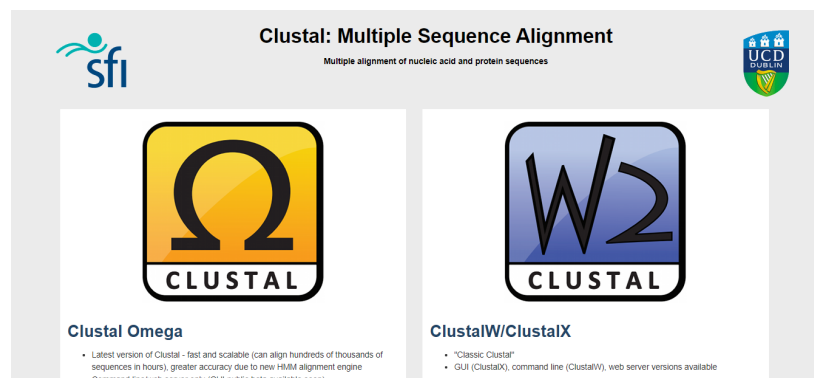 Clustal: Multiple Sequence Alignment
Multiple alignment of nucleic acid and protein sequences
sfi
UCD
DUBLIN
Ω
CLUSTAL
W2
CLUSTAL
Clustal Omega
• Latest version of Clustal - fast and scalable (can align hundreds of thousands of
sequences in hours), greater accuracy due to new HMM alignment engine
ClustalW/ClustalX
• "Classic Clustal"
• GUI (ClustalX), command line (ClustalW), web server versions available